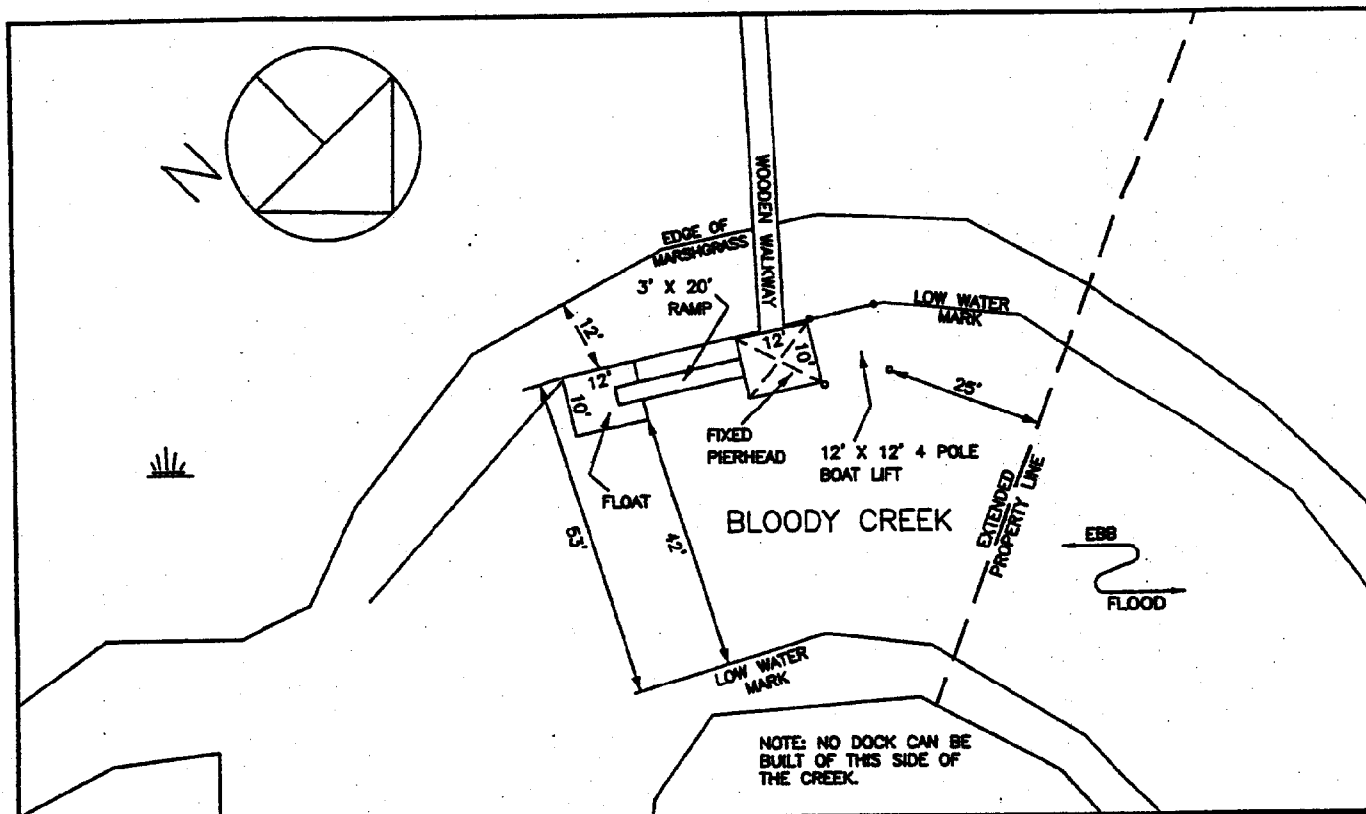 N
WOODEN WALKWAY
EDGE OF
MARSHGRASS
3' X 20'
RAMP
LOW WATER
MARK
12'
12'
10'
12'
10'
25'
FIXED
PIERHEAD
12' X 12' 4 POLE
BOAT LIFT
FLOAT
BLOODY CREEK
EXTENDED
PROPERTY LINE
63'
42'
EBB
FLOOD
LOW WATER
MARK
NOTE: NO DOCK CAN BE
BUILT OF THIS SIDE OF
THE CREEK.